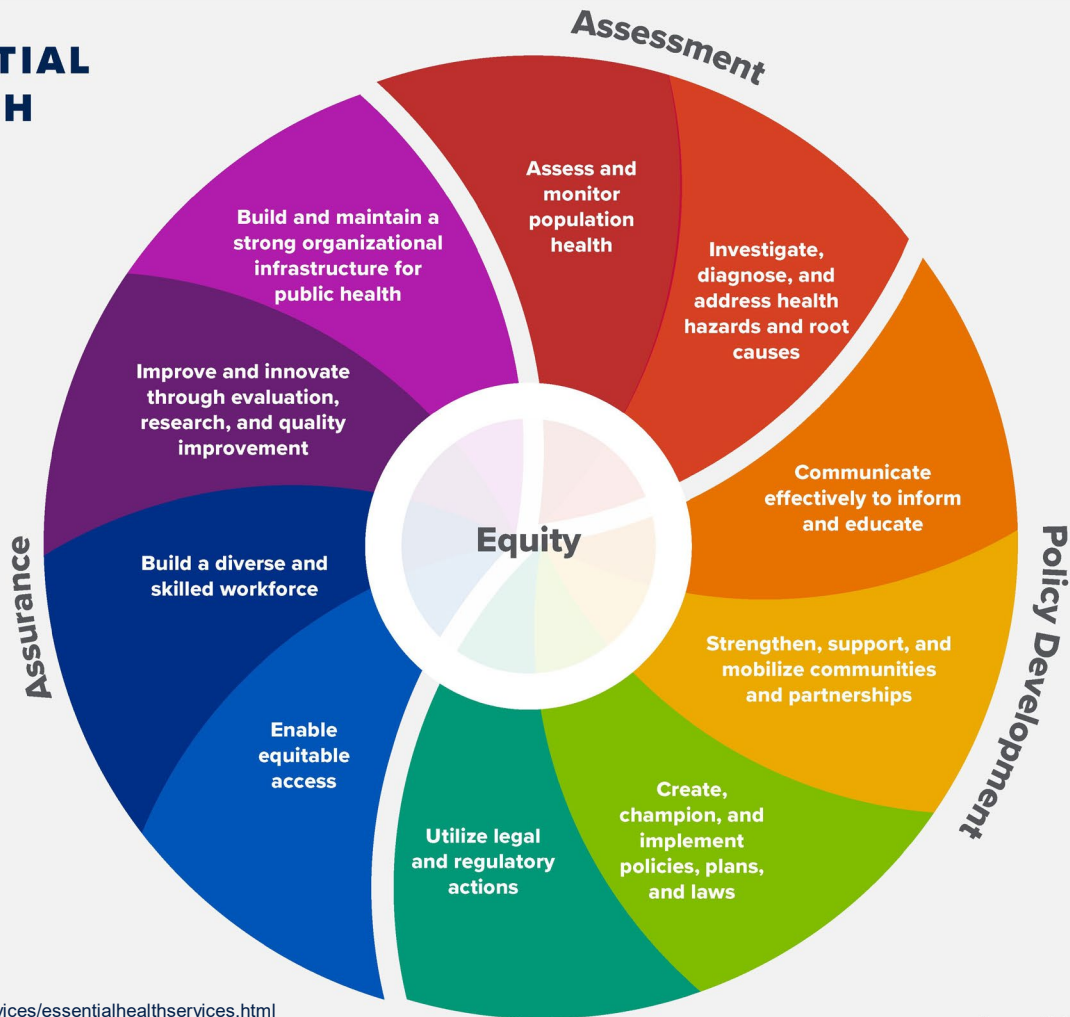 TIAL
H
Assessment
Assess and
monitor
population
health
Investigate,
diagnose, and
address health
hazards and root
causes
Communicate
effectively to inform
and educate
Policy Development
Strengthen, support, and
mobilize communities
and partnerships
Create,
champion, and
implement
policies, plans,
and laws
Utilize legal
and regulatory
actions
Enable
equitable
access
Assurance
Build a diverse and
skilled workforce
Improve and innovate
through evaluation,
research, and quality
improvement
Build and maintain a
strong organizational
infrastructure for
public health
Equity
vices/essentialhealthservices.html